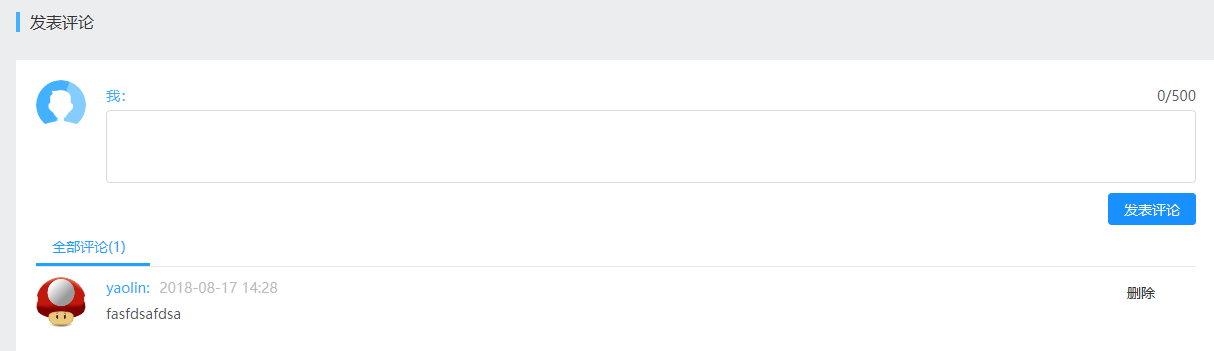 发表评论
我:
0/500
发表评论
全部评论(1)
yaolin: 2018-08-17 14:28
删除
fasfdsafdsa